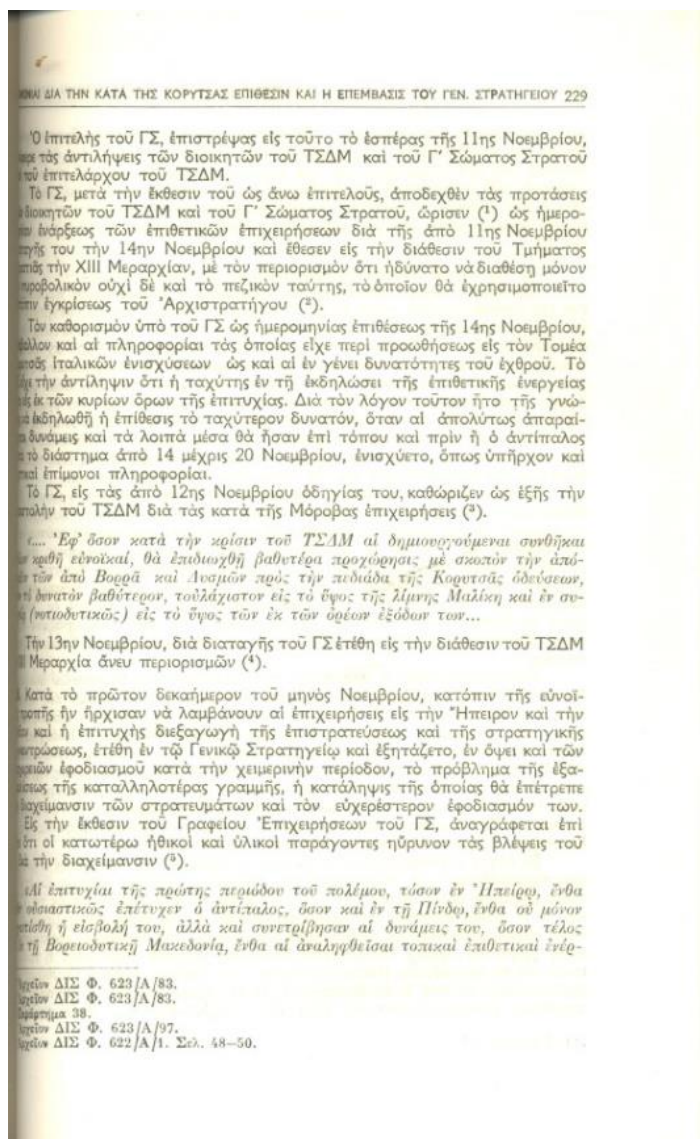 ΔΙΑ ΤΗΝ ΚΑΤΑ ΤΗΣ ΚΟΡΥΤΣΑΣ ΕΠΙΘΕΣΙΝ ΚΑΙ Η ΕΠΕΜΒΑΣΙΣ ΤΟΥ ΓΕΝ. ΣΤΡΑΤΗΓΕΙΟΥ 229
Ὁ ἐπιτελὴς τοῦ ΓΣ, ἐπιστρέψας εἰς τοῦτο τὸ ἑσπέρας τῆς 11ης Νοεμβρίου,
τὰς ἀντιλήψεις τῶν διοικητῶν τοῦ ΤΣΔΜ καὶ τοῦ Γ΄ Σώματος Στρατοῦ
τοῦ ἐπιτελάρχου τοῦ ΤΣΔΜ.
Τὸ ΓΣ, μετὰ τὴν ἔκθεσιν τοῦ ὡς ἄνω ἐπιτελοῦς, ἀποδεχθὲν τὰς προτάσεις
διοικητῶν τοῦ ΤΣΔΜ καὶ τοῦ Γ΄ Σώματος Στρατοῦ, ὥρισεν (¹) ὡς ἡμερο-
ἐνάρξεως τῶν ἐπιθετικῶν ἐπιχειρήσεων διὰ τῆς ἀπὸ 11ης Νοεμβρίου
του τὴν 14ην Νοεμβρίου καὶ ἔθεσεν εἰς τὴν διάθεσιν τοῦ Τμήματος
τὴν XIII Μεραρχίαν, μὲ τὸν περιορισμὸν ὅτι ἠδύνατο νὰ διαθέσῃ μόνον
οὐχὶ δὲ καὶ τὸ πεζικὸν ταύτης, τὸ ὁποῖον θὰ ἐχρησιμοποιεῖτο
ἐγκρίσεως τοῦ Ἀρχιστρατήγου (²).
Τὸν καθορισμὸν ὑπὸ τοῦ ΓΣ ὡς ἡμερομηνίας ἐπιθέσεως τῆς 14ης Νοεμβρίου,
καὶ αἱ πληροφορίαι τὰς ὁποίας εἶχε περὶ προωθήσεως εἰς τὸν Τομέα
ἰταλικῶν ἐνισχύσεων ὡς καὶ αἱ ἐν γένει δυνατότητες τοῦ ἐχθροῦ. Τὸ
τὴν ἀντίληψιν ὅτι ἡ ταχύτης ἐν τῇ ἐκδηλώσει τῆς ἐπιθετικῆς ἐνεργείας
ἐκ τῶν κυρίων ὅρων τῆς ἐπιτυχίας. Διὰ τὸν λόγον τοῦτον ἦτο τῆς γνώ-
ἐκδηλωθῇ ἡ ἐπίθεσις τὸ ταχύτερον δυνατόν, ὅταν αἱ ἀπολύτως ἀπαραί-
δυνάμεις καὶ τὰ λοιπὰ μέσα θὰ ἦσαν ἐπὶ τόπου καὶ πρὶν ἢ ὁ ἀντίπαλος
τὸ διάστημα ἀπὸ 14 μέχρις 20 Νοεμβρίου, ἐνισχύετο, ὅπως ὑπῆρχον καὶ
ἐπίμονοι πληροφορίαι.
Τὸ ΓΣ, εἰς τὰς ἀπὸ 12ης Νοεμβρίου ὁδηγίας του, καθώριζεν ὡς ἑξῆς τὴν
τοῦ ΤΣΔΜ διὰ τὰς κατὰ τῆς Μόροβας ἐπιχειρήσεις (³).
«... Ἐφ' ὅσον κατὰ τὴν κρίσιν τοῦ ΤΣΔΜ αἱ δημιουργούμεναι συνθῆκαι
κριθῇ εὐνοϊκαί, θὰ ἐπιδιωχθῇ βαθυτέρα προχώρησις μὲ σκοπὸν τὴν ἀπό-
τῶν ἀπὸ Βορρᾶ καὶ Δυσμῶν πρὸς τὴν πεδιάδα τῆς Κορυτσᾶς ὁδεύσεων,
δυνατὸν βαθύτερον, τοὐλάχιστον εἰς τὸ ὕψος τῆς λίμνης Μαλίκη καὶ ἐν συ-
(νοτιοδυτικῶς) εἰς τὸ ὕψος τῶν ἐκ τῶν ὀρέων ἐξόδων των...
Τὴν 13ην Νοεμβρίου, διὰ διαταγῆς τοῦ ΓΣ ἐτέθη εἰς τὴν διάθεσιν τοῦ ΤΣΔΜ
Μεραρχία ἄνευ περιορισμῶν (⁴).
Κατὰ τὸ πρῶτον δεκαήμερον τοῦ μηνὸς Νοεμβρίου, κατόπιν τῆς εὐνοϊ-
τροπῆς ἣν ἤρχισαν νὰ λαμβάνουν αἱ ἐπιχειρήσεις εἰς τὴν Ἤπειρον καὶ τὴν
καὶ ἡ ἐπιτυχὴς διεξαγωγὴ τῆς ἐπιστρατεύσεως καὶ τῆς στρατηγικῆς
ἐτέθη ἐν τῷ Γενικῷ Στρατηγείῳ καὶ ἐξητάζετο, ἐν ὄψει καὶ τῶν
ἐφοδιασμοῦ κατὰ τὴν χειμερινὴν περίοδον, τὸ πρόβλημα τῆς ἐξα-
τῆς καταλληλοτέρας γραμμῆς, ἡ κατάληψις τῆς ὁποίας θὰ ἐπέτρεπε
διαχείμανσιν τῶν στρατευμάτων καὶ τὸν εὐχερέστερον ἐφοδιασμόν των.
Εἰς τὴν ἔκθεσιν τοῦ Γραφείου Ἐπιχειρήσεων τοῦ ΓΣ, ἀναγράφεται ἐπὶ
ὅτι οἱ κατωτέρω ἠθικοὶ καὶ ὑλικοὶ παράγοντες ηὔρυνον τὰς βλέψεις τοῦ
τὴν διαχείμανσιν (⁵).
«Αἱ ἐπιτυχίαι τῆς πρώτης περιόδου τοῦ πολέμου, τόσον ἐν Ἠπείρῳ, ἔνθα
οὐσιαστικῶς ἐπέτυχεν ὁ ἀντίπαλος, ὅσον καὶ ἐν τῇ Πίνδῳ, ἔνθα οὐ μόνον
ἡ εἰσβολή του, ἀλλὰ καὶ συνετρίβησαν αἱ δυνάμεις του, ὅσον τέλος
τῇ Βορειοδυτικῇ Μακεδονίᾳ, ἔνθα αἱ ἀναληφθεῖσαι τοπικαὶ ἐπιθετικαὶ ἐνέρ-
ΔΙΣ Φ. 623/Α/83.
ΔΙΣ Φ. 623/Α/83.
38.
ΔΙΣ Φ. 623/Α/97.
ΔΙΣ Φ. 622/Α/1. Σελ. 48—50.